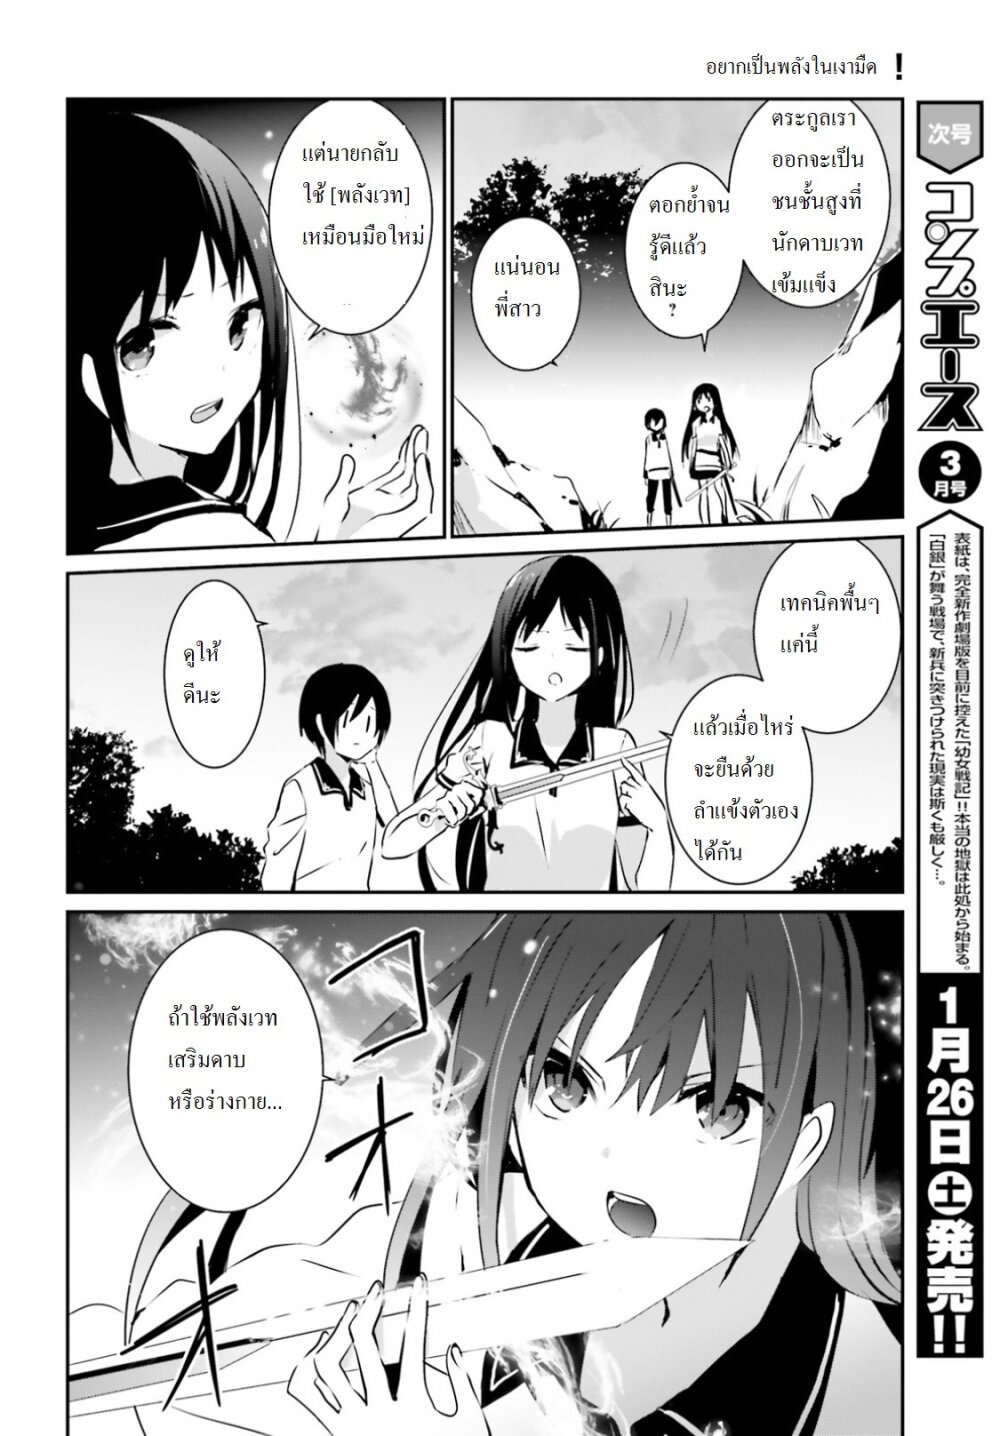 อยากเป็นพลังในเงามืด !
ตระกูลเรา
ออกจะเป็น
ชนชั้นสูงที่
นักดาบเวท
เข้มแข็ง
ตอกย้ำจน
รู้ดีแล้ว
สินะ
?
แน่นอน
พี่สาว
แต่นายกลับ
ใช้ [พลังเวท]
เหมือนมือใหม่
เทคนิคพื้นๆ
แค่นี้
แล้วเมื่อไหร่
จะยืนด้วย
ลำแข้งตัวเอง
ได้กัน
ดูให้
ดีนะ
ถ้าใช้พลังเวท
เสริมดาบ
หรือร่างกาย...
次号
コンプエース
3
月号
表紙は、完全新作劇場版を目前に控えた「幼女戦記」!!本当の地獄は此処から始まる。
「白銀」が舞う戦場で、新兵に突きつけられた現実は斯くも厳しく…。
1月26日土発売!!